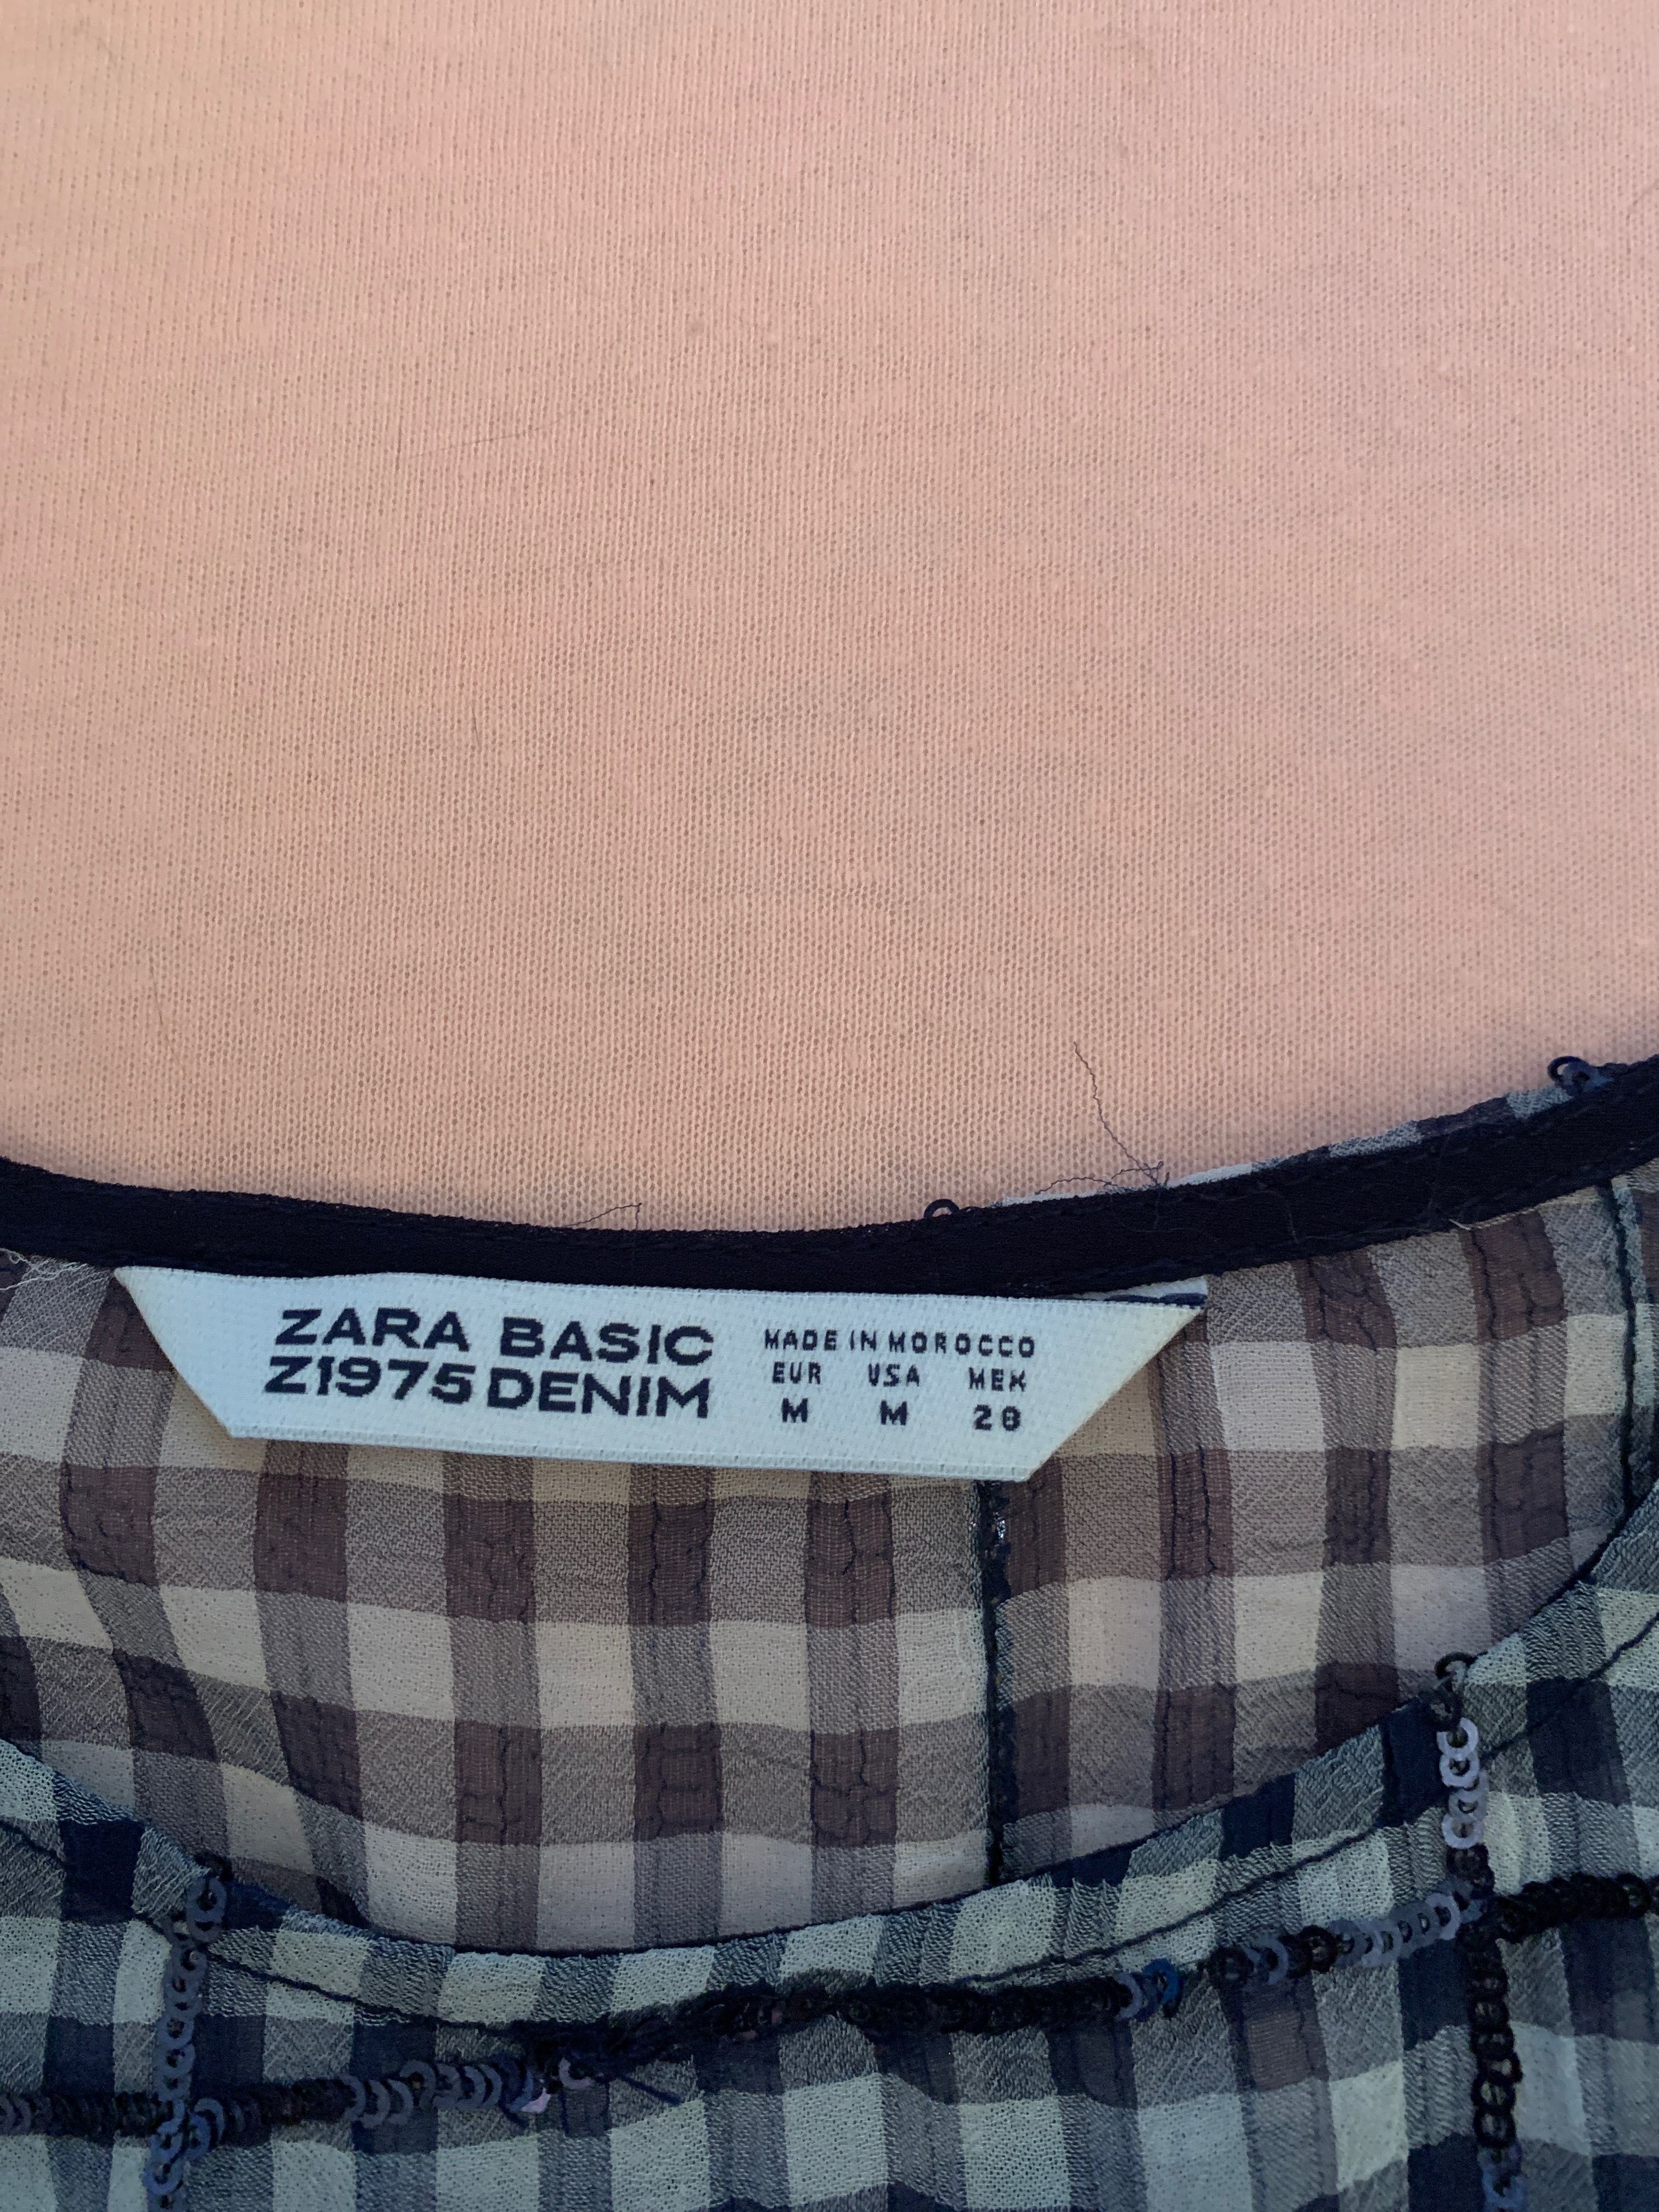 ZARA BASIC
Z1975 DENIM
MADE IN MOROCCO
EUR USA MEX
M M 28